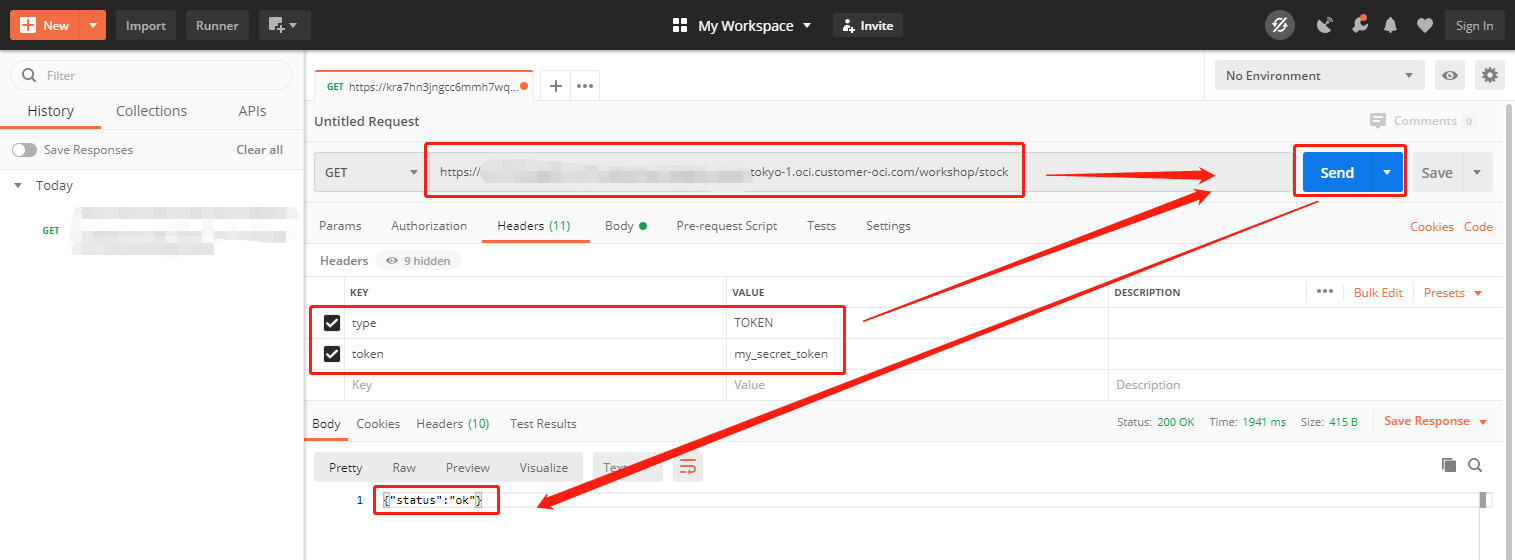 New Import Runner My Workspace Invite Sign In
Filter
History Collections APIs
Save Responses Clear all
Today
GET
GET https://kra7hn3jngcc6mmh7wq... No Environment
Untitled Request Comments 0
GET https:// tokyo-1.oci.customer-oci.com/workshop/stock Send Save
Params Authorization Headers (11) Body Pre-request Script Tests Settings Cookies Code
Headers 9 hidden
KEY VALUE DESCRIPTION ••• Bulk Edit Presets
type TOKEN
token my_secret_token
Key Value Description
Body Cookies Headers (10) Test Results Status: 200 OK Time: 1941 ms Size: 415 B Save Response
Pretty Raw Preview Visualize Text
1 {"status":"ok"}